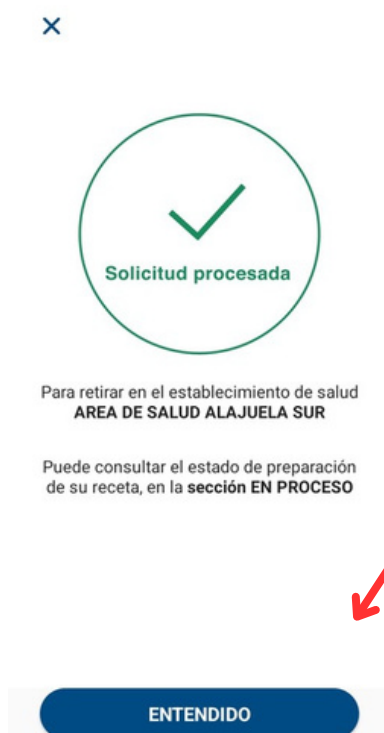 Solicitud procesada
Para retirar en el establecimiento de salud
AREA DE SALUD ALAJUELA SUR
Puede consultar el estado de preparación
de su receta, en la sección EN PROCESO
ENTENDIDO